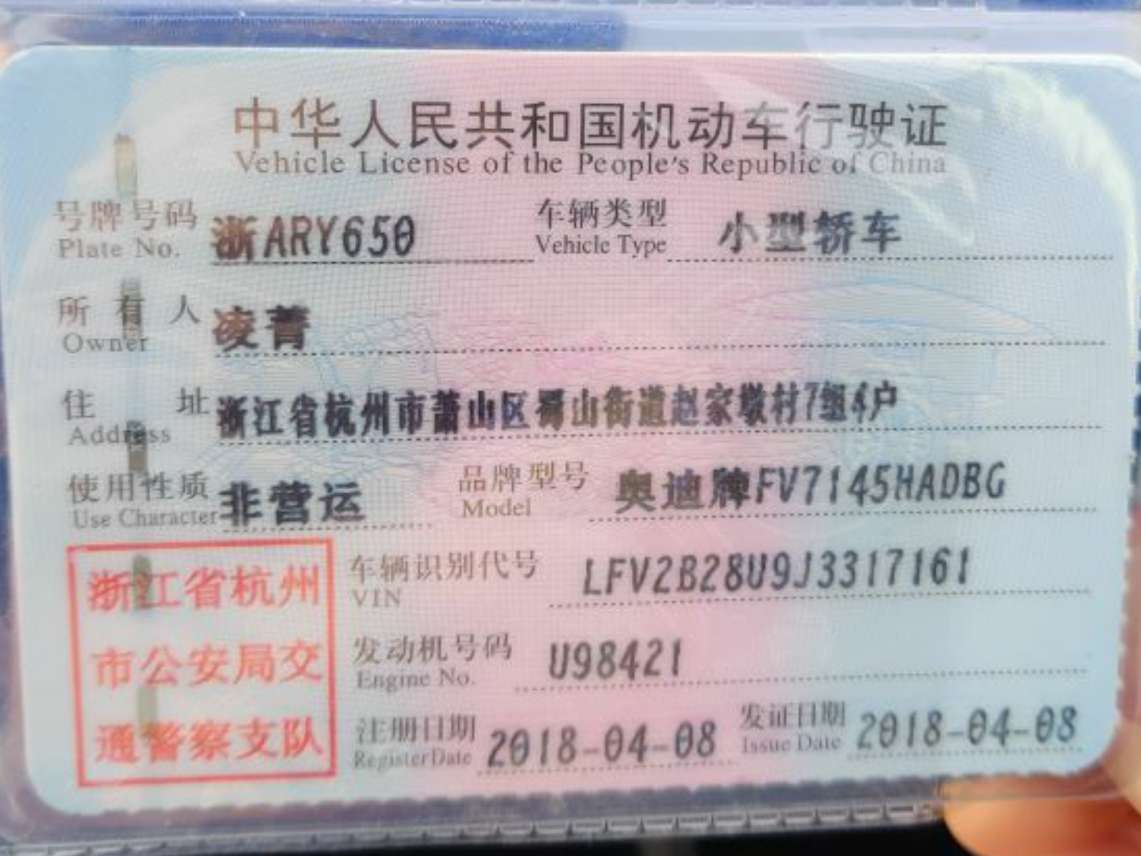 中华人民共和国机动车行驶证
Vehicle License of the People's Republic of China
号牌号码 浙ARY650 车辆类型 小型轿车
Plate No. Vehicle Type
所有人 凌菁
Owner
住址 浙江省杭州市萧山区蜀山街道赵家墩村7组4户
Address
使用性质 非营运 品牌型号 奥迪牌FV7145HADBG
Use Character Model
车辆识别代号 LFV2B28U9J3317161
VIN
发动机号码 U98421
Engine No.
注册日期 2018-04-08 发证日期 2018-04-08
Register Date Issue Date
浙江省杭州
市公安局交
通警察支队